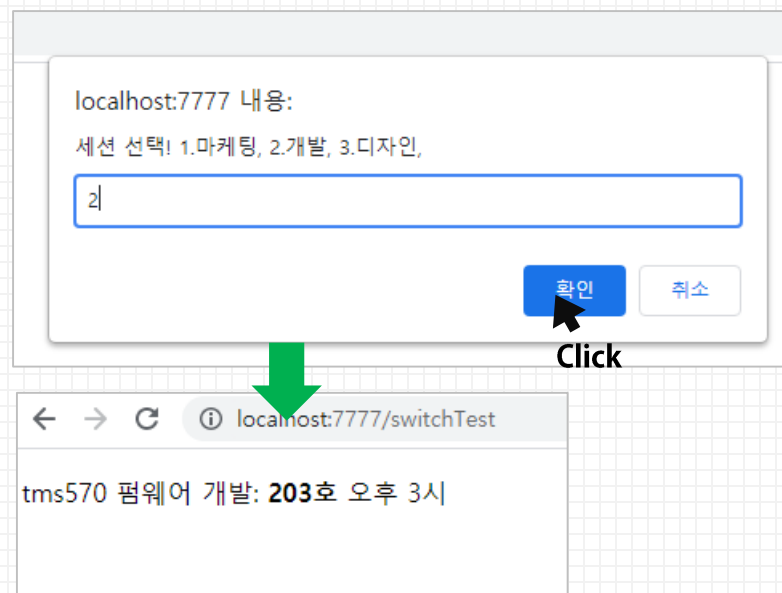 localhost:7777 내용:
세션 선택! 1.마케팅, 2.개발, 3.디자인,
2
확인
취소
Click
localhost:7777/switchTest
tms570 펌웨어 개발: 203호 오후 3시